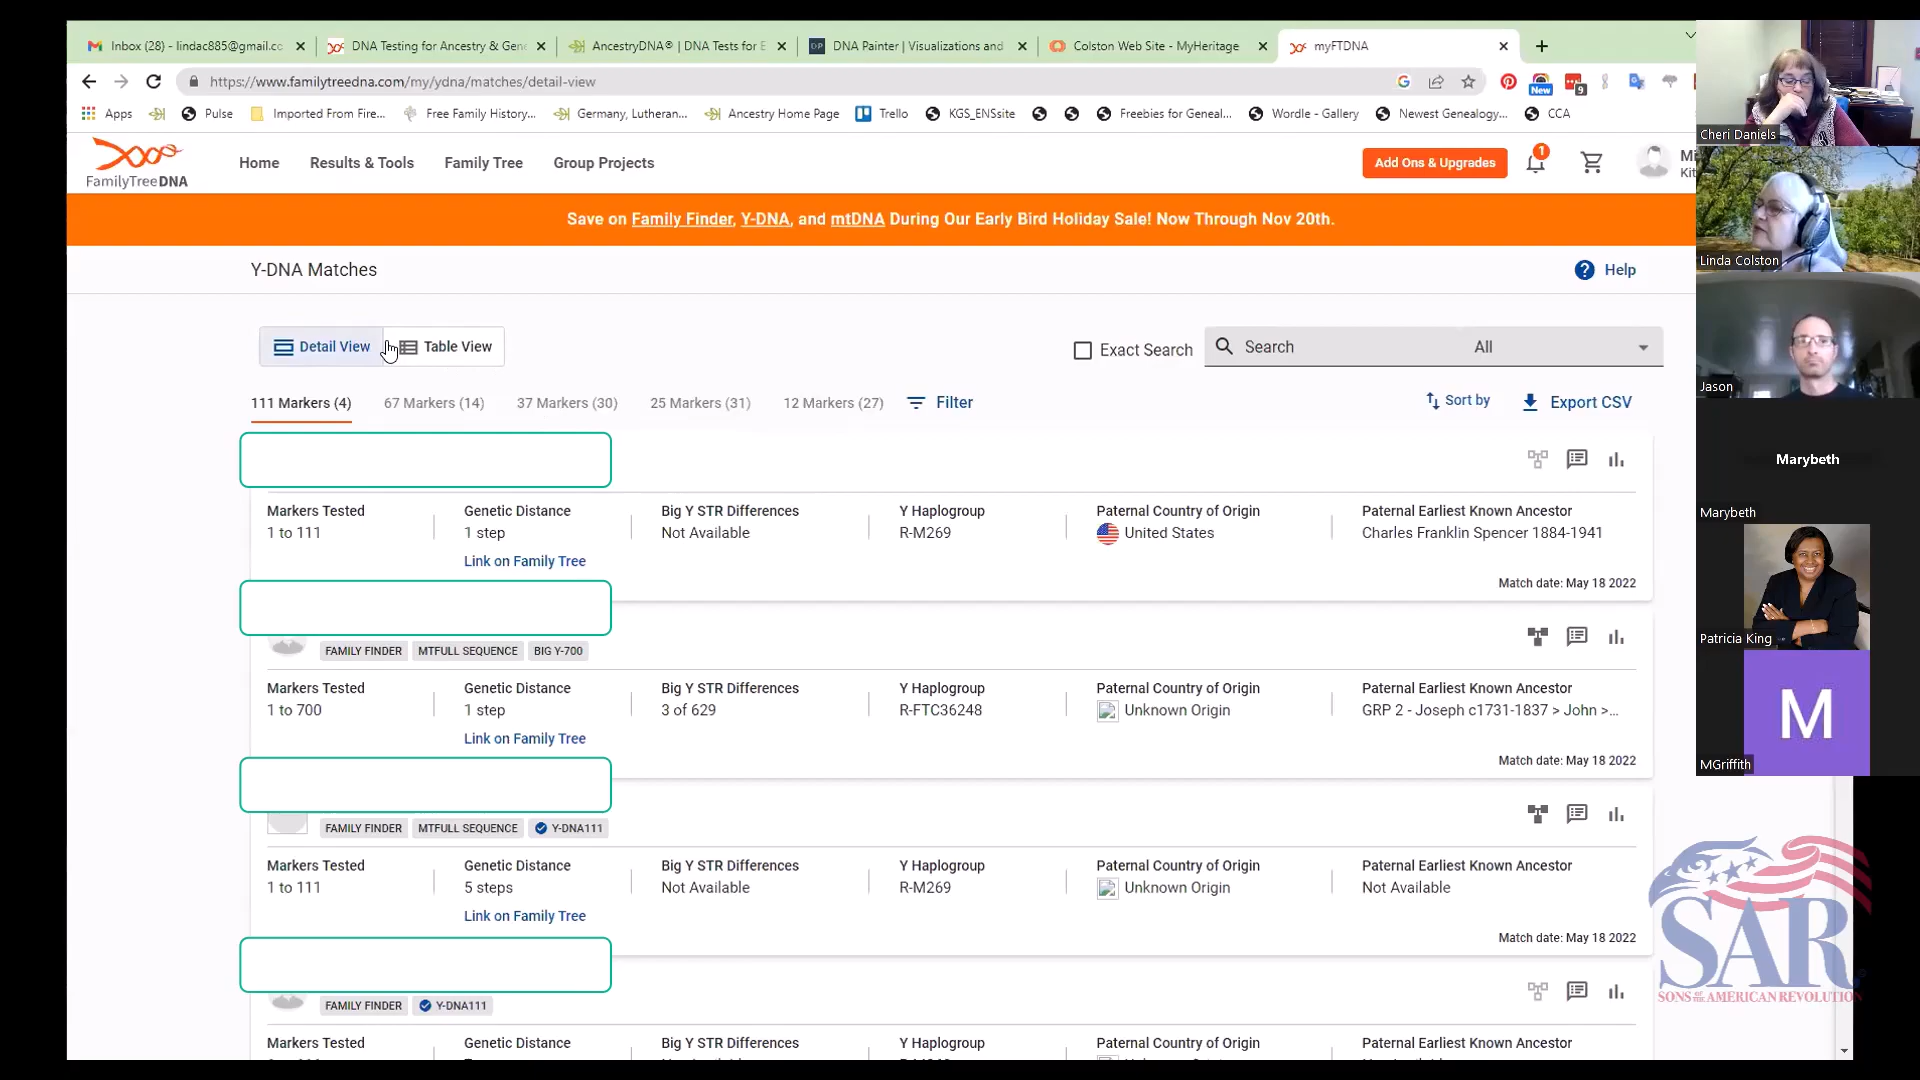 Inbox (28) - lindac885@gmail.co
DNA Testing for Ancestry & Gene
AncestryDNA® | DNA Tests for E
DNA Painter | Visualizations and
Colston Web Site - MyHeritage
myFTDNA
https://www.familytreedna.com/my/ydna/matches/detail-view
New
9
Apps
Pulse
Imported From Fire...
Free Family History...
Germany, Lutheran...
Ancestry Home Page
Trello
KGS_ENSsite
Freebies for Geneal...
Wordle - Gallery
Newest Genealogy...
CCA
FamilyTreeDNA
Home
Results & Tools
Family Tree
Group Projects
Add Ons & Upgrades
1
Mi
Kit
Save on Family Finder, Y-DNA, and mtDNA During Our Early Bird Holiday Sale! Now Through Nov 20th.
Y-DNA Matches
Help
Detail View
Table View
Exact Search
Search
All
111 Markers (4)
67 Markers (14)
37 Markers (30)
25 Markers (31)
12 Markers (27)
Filter
Sort by
Export CSV
Markers Tested
Genetic Distance
Big Y STR Differences
Y Haplogroup
Paternal Country of Origin
Paternal Earliest Known Ancestor
1 to 111
1 step
Not Available
R-M269
United States
Charles Franklin Spencer 1884-1941
Link on Family Tree
Match date: May 18 2022
FAMILY FINDER
MTFULL SEQUENCE
BIG Y-700
Markers Tested
Genetic Distance
Big Y STR Differences
Y Haplogroup
Paternal Country of Origin
Paternal Earliest Known Ancestor
1 to 700
1 step
3 of 629
R-FTC36248
Unknown Origin
GRP 2 - Joseph c1731-1837 > John >...
Link on Family Tree
Match date: May 18 2022
FAMILY FINDER
MTFULL SEQUENCE
Y-DNA111
Markers Tested
Genetic Distance
Big Y STR Differences
Y Haplogroup
Paternal Country of Origin
Paternal Earliest Known Ancestor
1 to 111
5 steps
Not Available
R-M269
Unknown Origin
Not Available
Link on Family Tree
Match date: May 18 2022
FAMILY FINDER
Y-DNA111
Markers Tested
Genetic Distance
Big Y STR Differences
Y Haplogroup
Paternal Country of Origin
Paternal Earliest Known Ancestor
Cheri Daniels
Linda Colston
Jason
Marybeth
Marybeth
Patricia King
M
MGriffith
SAR
SONS OF THE AMERICAN REVOLUTION